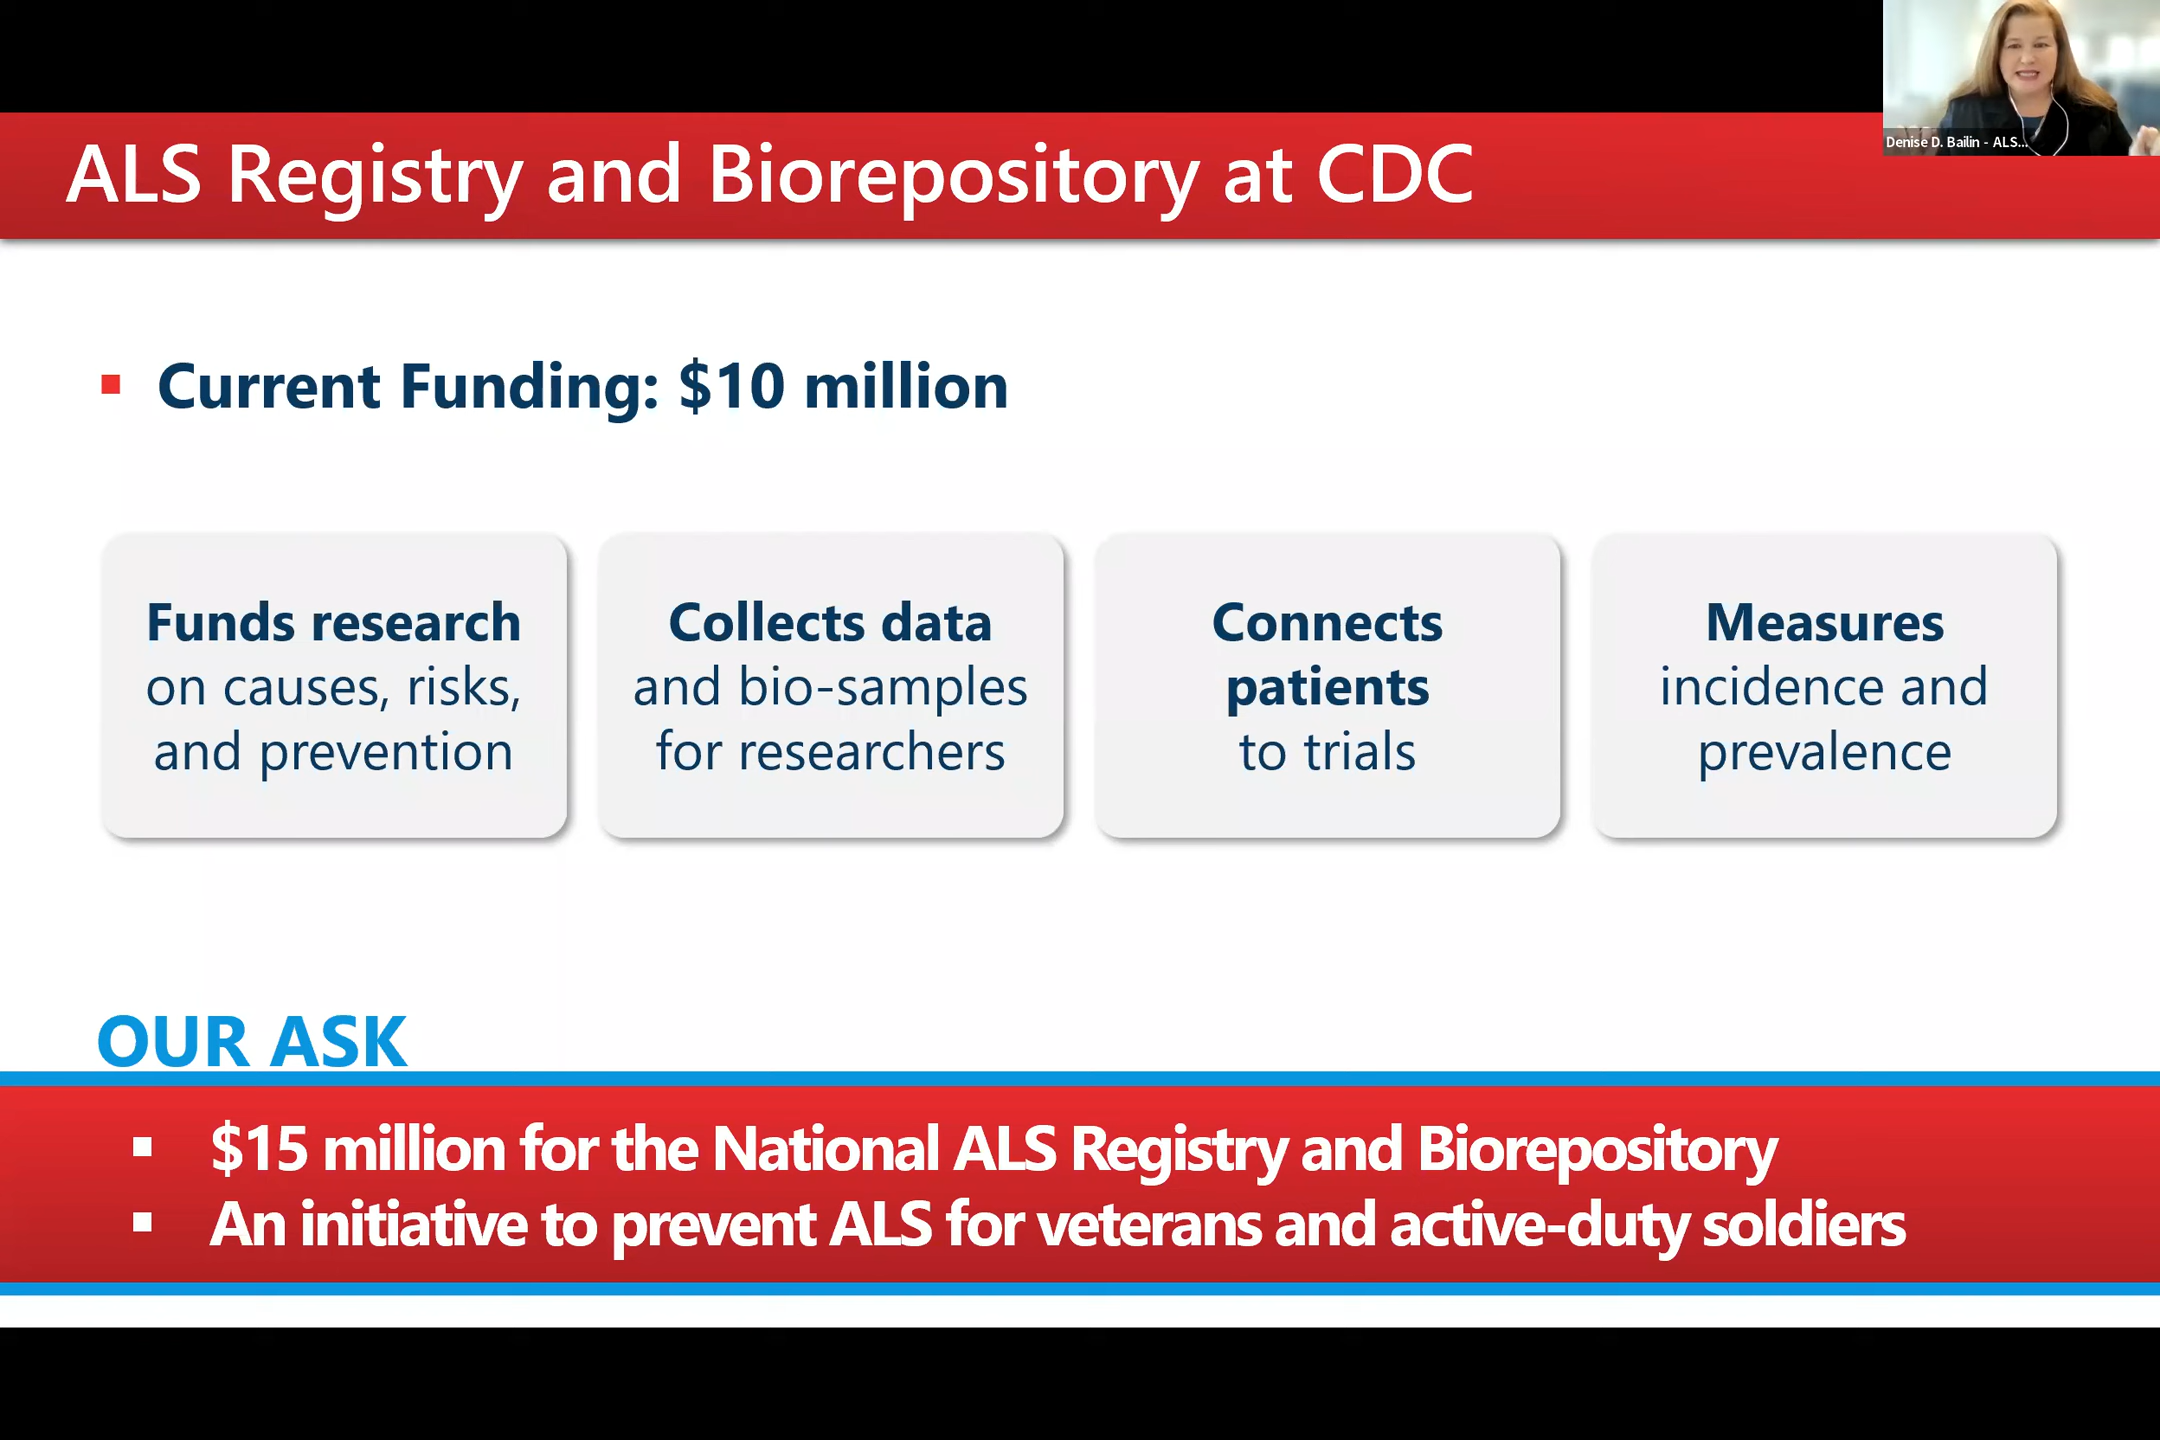 Denise D. Bailin - ALS...
ALS Registry and Biorepository at CDC
▪ Current Funding: $10 million
Funds research
on causes, risks,
and prevention
Collects data
and bio-samples
for researchers
Connects
patients
to trials
Measures
incidence and
prevalence
OUR ASK
▪ $15 million for the National ALS Registry and Biorepository
▪ An initiative to prevent ALS for veterans and active-duty soldiers